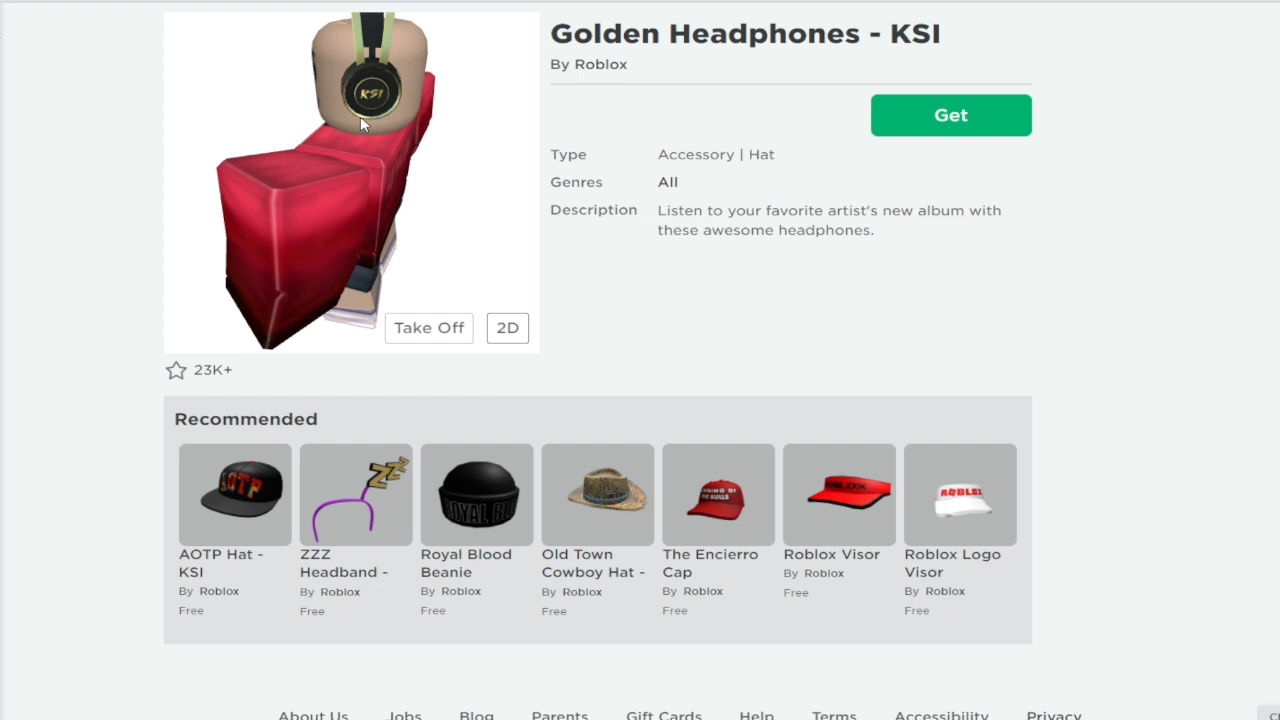 Golden Headphones - KSI
By Roblox
KSI
Get
Type Accessory | Hat
Genres All
Description Listen to your favorite artist's new album with
these awesome headphones.
Take Off 2D
23K+
Recommended
AOTP
ZZZ
ROYAL BL
ROBLOX
ROBLOX
AOTP Hat - ZZZ Royal Blood Old Town The Encierro Roblox Visor Roblox Logo
KSI Headband - Beanie Cowboy Hat - Cap By Roblox Visor
By Roblox By Roblox By Roblox By Roblox By Roblox Free By Roblox
Free Free Free Free Free Free
About Us Jobs Blog Parents Gift Cards Help Terms Accessibility Privacy